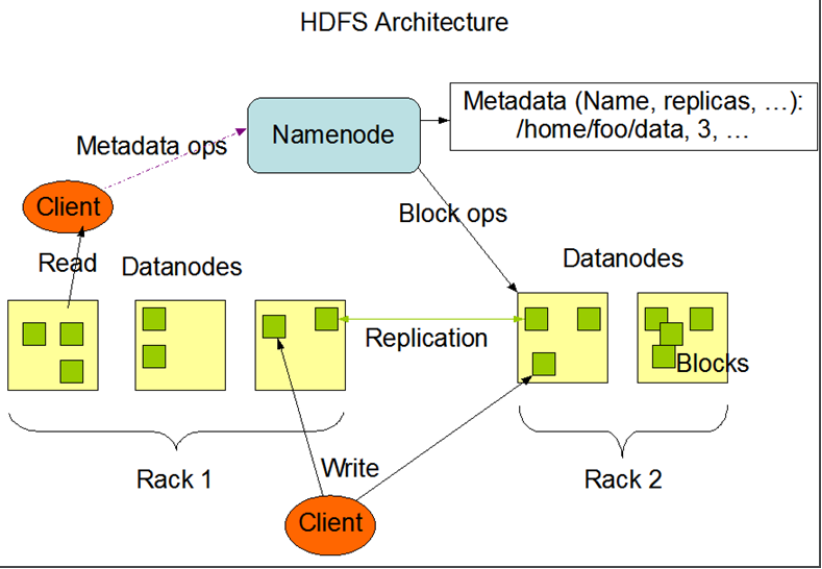 HDFS Architecture
Metadata (Name, replicas, …):
/home/foo/data, 3, …
Namenode
Metadata ops
Client
Block ops
Read
Datanodes
Datanodes
Replication
Blocks
Rack 1
Write
Rack 2
Client